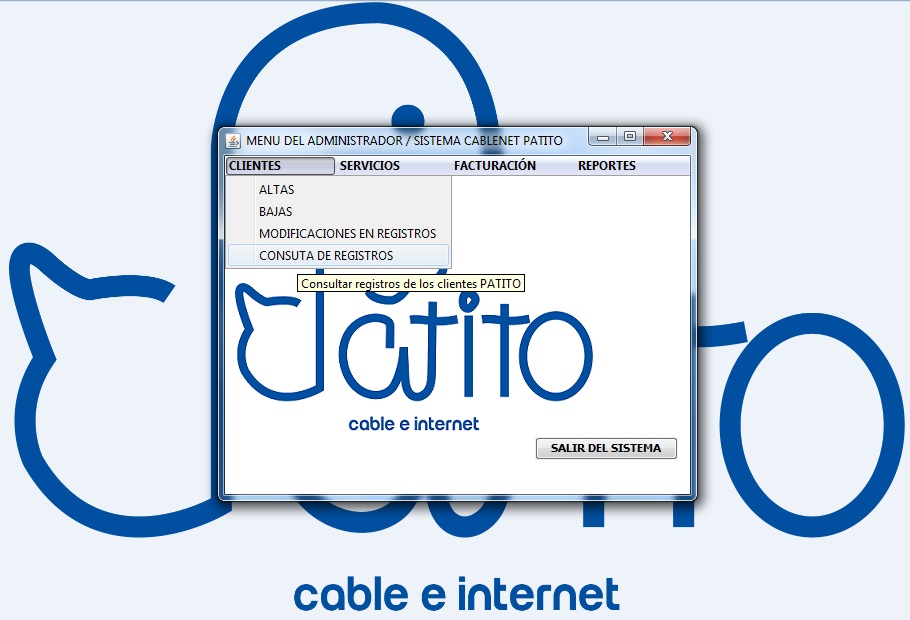 MENU DEL ADMINISTRADOR / SISTEMA CABLENET PATITO
CLIENTES SERVICIOS FACTURACIÓN REPORTES
ALTAS
BAJAS
MODIFICACIONES EN REGISTROS
CONSUTA DE REGISTROS
Consultar registros de los clientes PATITO
Patito
cable e internet
SALIR DEL SISTEMA
cable e internet